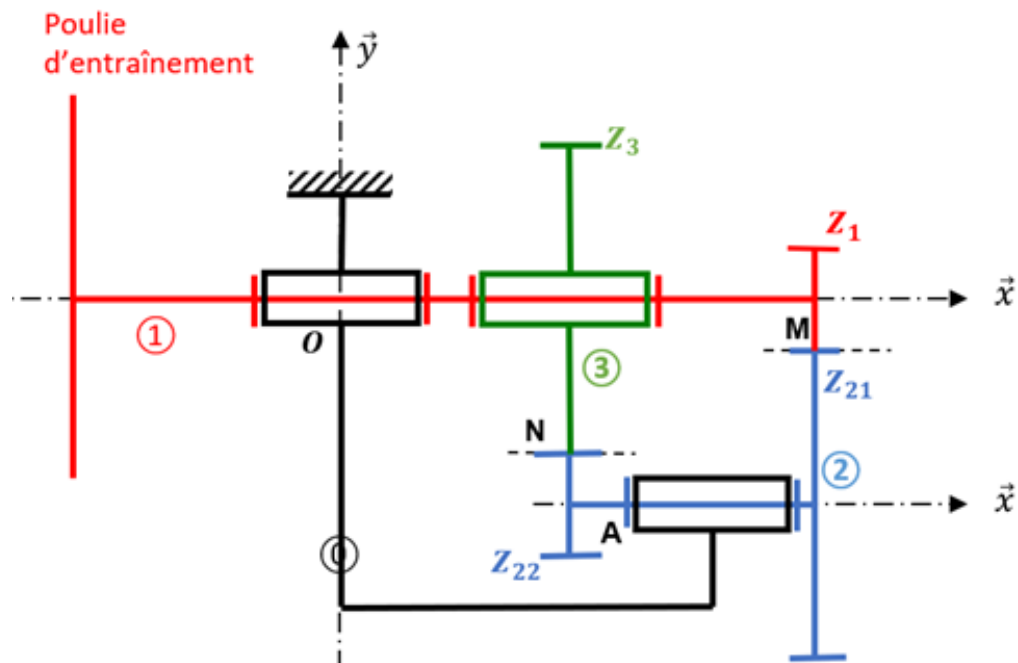 Poulie
d'entraînement
y⃗
Z₃
Z₁
x⃗
①
O
M
③
Z₂₁
N
②
x⃗
A
⓪
Z₂₂